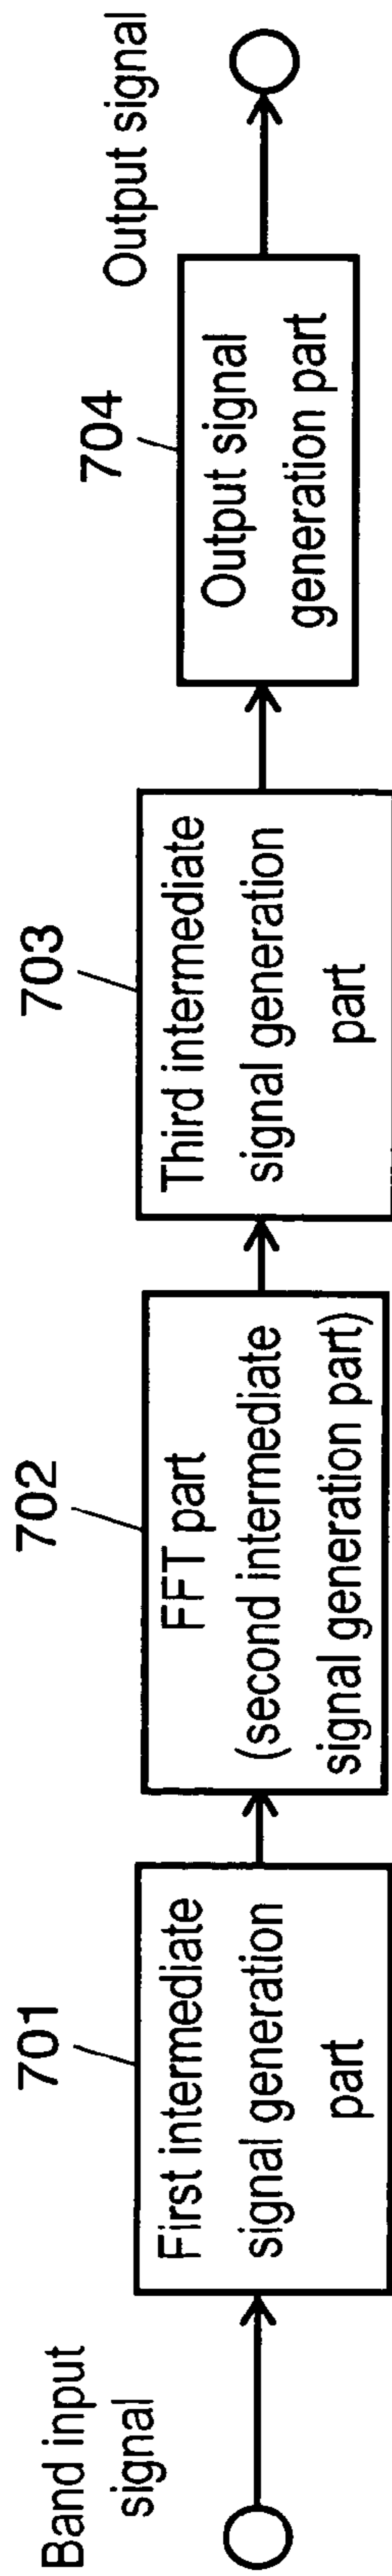 Band input
signal
701
First intermediate
signal generation
part
702
FFT part
(second intermediate
signal generation part)
703
Third intermediate
signal generation
part
704
Output signal
generation part
Output signal